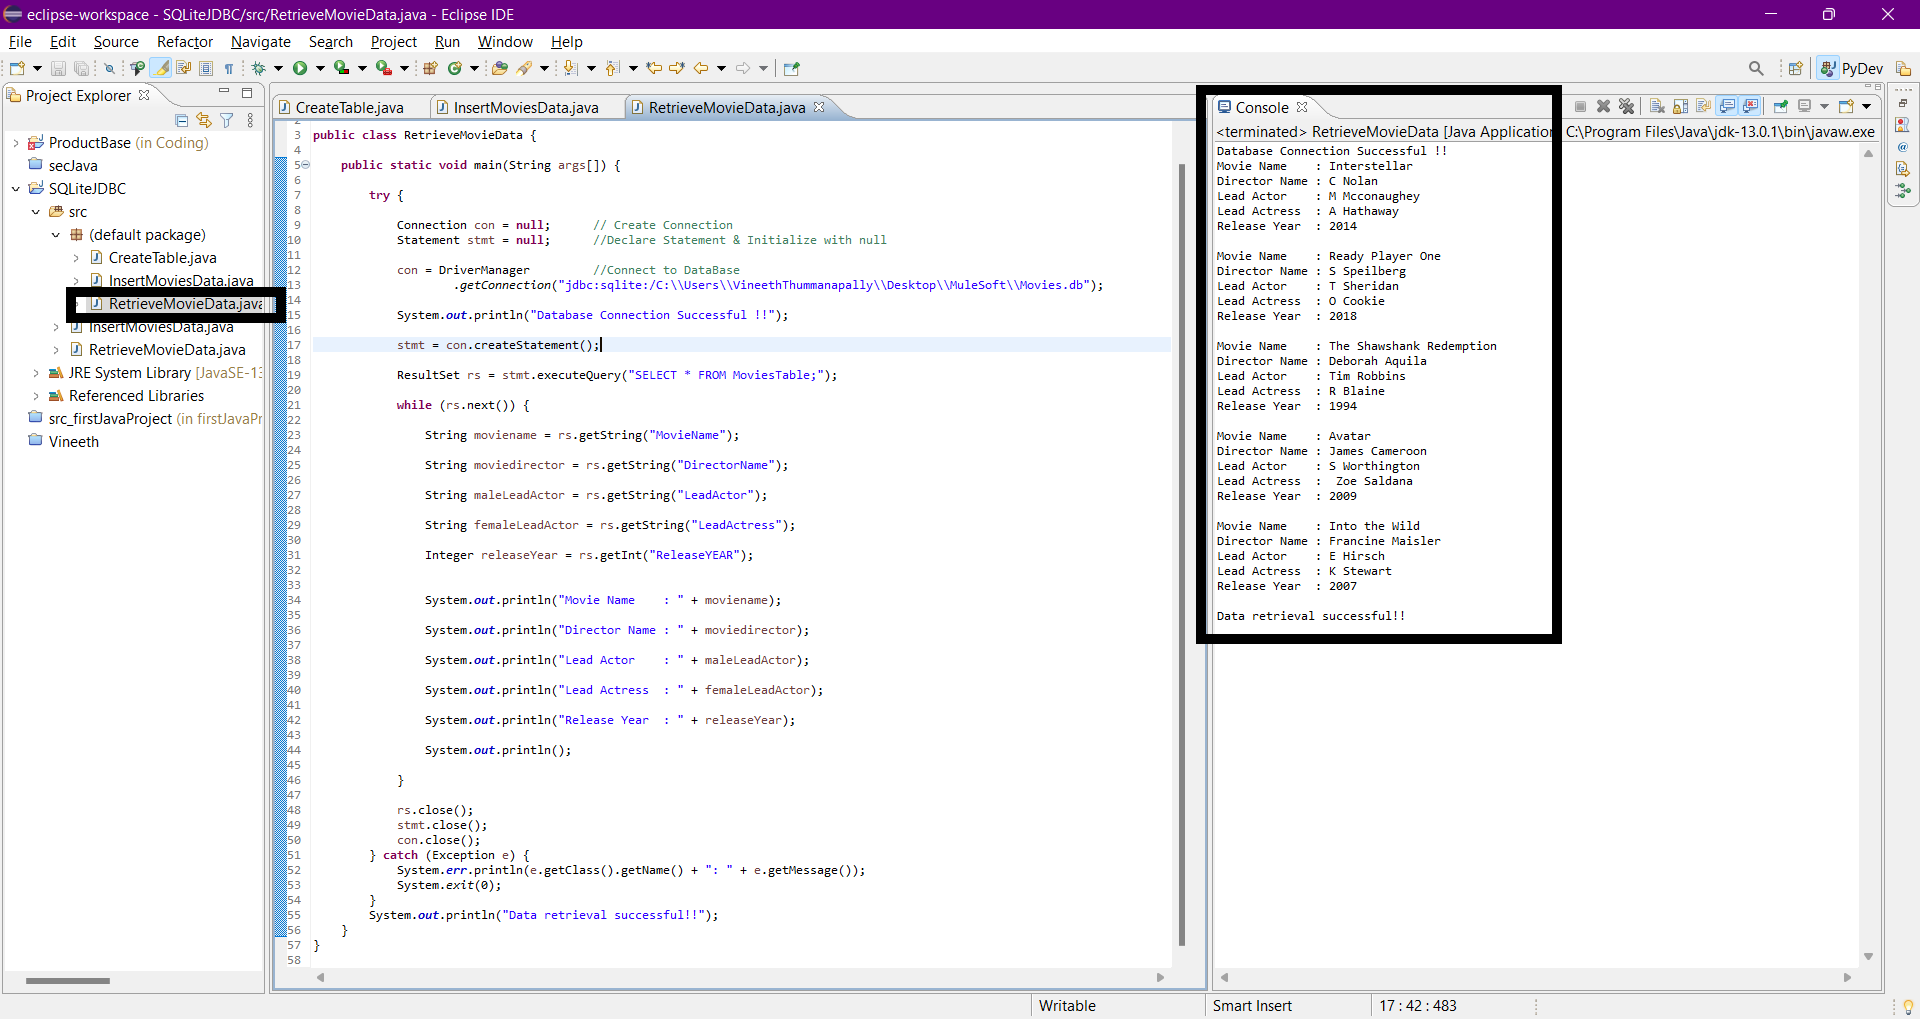 eclipse-workspace - SQLiteJDBC/src/RetrieveMovieData.java - Eclipse IDE
File Edit Source Refactor Navigate Search Project Run Window Help
PyDev
Project Explorer
ProductBase (in Coding)
secJava
SQLiteJDBC
src
(default package)
CreateTable.java
InsertMoviesData.java
RetrieveMovieData.java
InsertMoviesData.java
RetrieveMovieData.java
JRE System Library [JavaSE-13
Referenced Libraries
src_firstJavaProject (in firstJavaPr
Vineeth
CreateTable.java InsertMoviesData.java RetrieveMovieData.java
2
3 public class RetrieveMovieData {
4
5 public static void main(String args[]) {
6
7 try {
8
9 Connection con = null; // Create Connection
10 Statement stmt = null; //Declare Statement & Initialize with null
11
12 con = DriverManager //Connect to DataBase
13 .getConnection("jdbc:sqlite:/C:\\Users\\VineethThummanapally\\Desktop\\MuleSoft\\Movies.db");
14
15 System.out.println("Database Connection Successful !!");
16
17 stmt = con.createStatement();
18
19 ResultSet rs = stmt.executeQuery("SELECT * FROM MoviesTable;");
20
21 while (rs.next()) {
22
23 String moviename = rs.getString("MovieName");
24
25 String moviedirector = rs.getString("DirectorName");
26
27 String maleLeadActor = rs.getString("LeadActor");
28
29 String femaleLeadActor = rs.getString("LeadActress");
30
31 Integer releaseYear = rs.getInt("ReleaseYEAR");
32
33
34 System.out.println("Movie Name    : " + moviename);
35
36 System.out.println("Director Name : " + moviedirector);
37
38 System.out.println("Lead Actor    : " + maleLeadActor);
39
40 System.out.println("Lead Actress  : " + femaleLeadActor);
41
42 System.out.println("Release Year  : " + releaseYear);
43
44 System.out.println();
45
46 }
47
48 rs.close();
49 stmt.close();
50 con.close();
51 } catch (Exception e) {
52 System.err.println(e.getClass().getName() + ": " + e.getMessage());
53 System.exit(0);
54 }
55 System.out.println("Data retrieval successful!!");
56 }
57 }
58
Console
<terminated> RetrieveMovieData [Java Application C:\Program Files\Java\jdk-13.0.1\bin\javaw.exe
Database Connection Successful !!
Movie Name    : Interstellar
Director Name : C Nolan
Lead Actor    : M Mcconaughey
Lead Actress  : A Hathaway
Release Year  : 2014
Movie Name    : Ready Player One
Director Name : S Speilberg
Lead Actor    : T Sheridan
Lead Actress  : O Cookie
Release Year  : 2018
Movie Name    : The Shawshank Redemption
Director Name : Deborah Aquila
Lead Actor    : Tim Robbins
Lead Actress  : R Blaine
Release Year  : 1994
Movie Name    : Avatar
Director Name : James Cameroon
Lead Actor    : S Worthington
Lead Actress  :  Zoe Saldana
Release Year  : 2009
Movie Name    : Into the Wild
Director Name : Francine Maisler
Lead Actor    : E Hirsch
Lead Actress  : K Stewart
Release Year  : 2007
Data retrieval successful!!
Writable Smart Insert 17 : 42 : 483